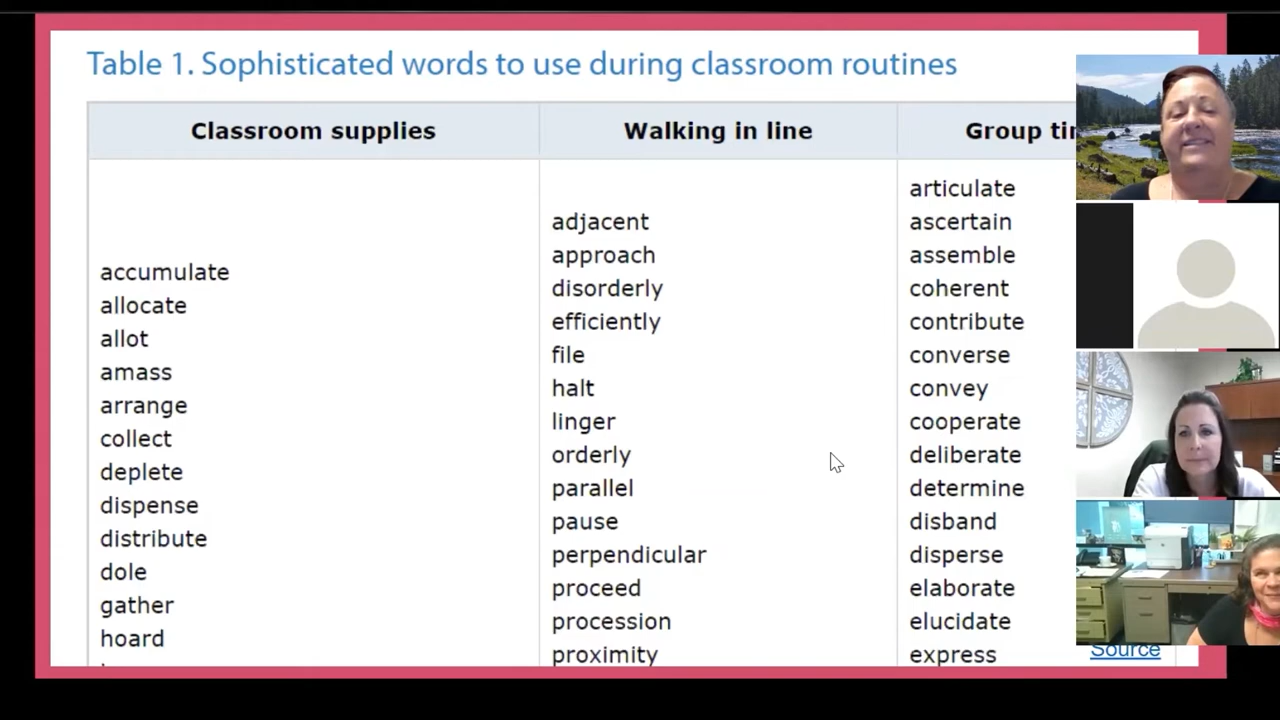 Table 1. Sophisticated words to use during classroom routines
Classroom supplies
accumulate
allocate
allot
amass
arrange
collect
deplete
dispense
distribute
dole
gather
hoard
Walking in line
adjacent
approach
disorderly
efficiently
file
halt
linger
orderly
parallel
pause
perpendicular
proceed
procession
proximity
Group
articulate
ascertain
assemble
coherent
contribute
converse
convey
cooperate
deliberate
determine
disband
disperse
elaborate
elucidate
express
Source